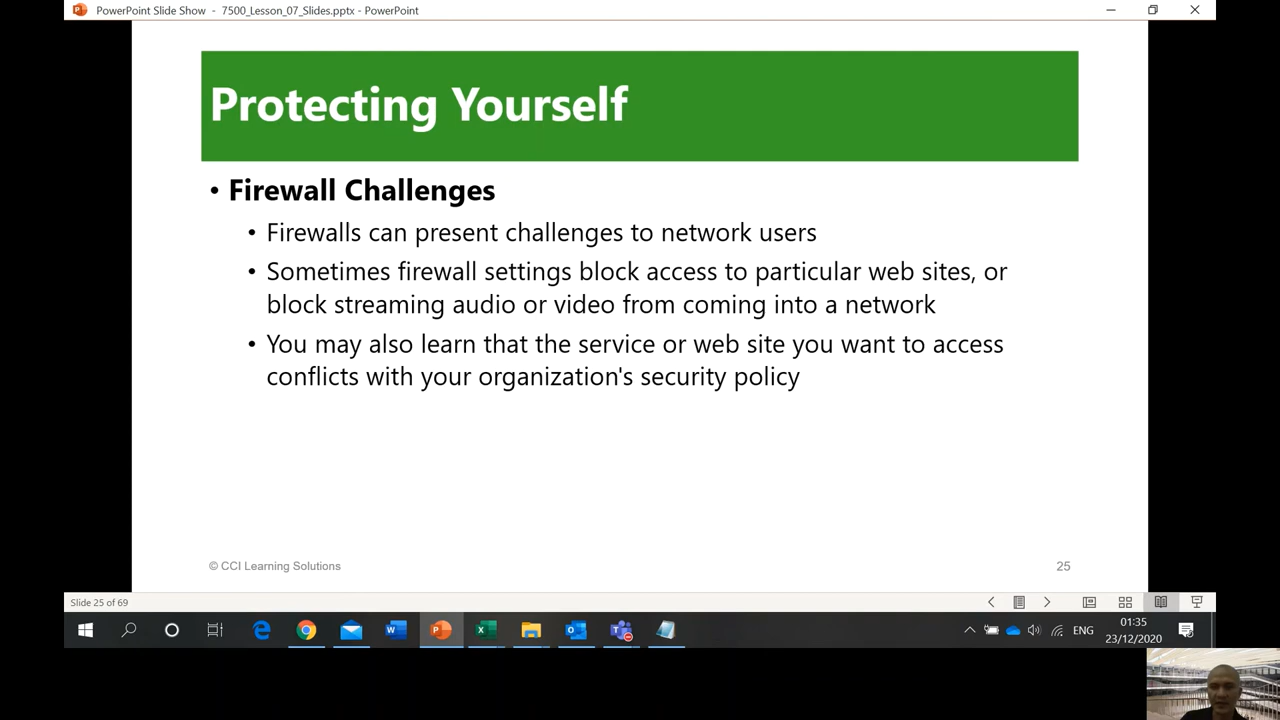 PowerPoint Slide Show - 7500_Lesson_07_Slides.pptx - PowerPoint
Protecting Yourself
• Firewall Challenges
• Firewalls can present challenges to network users
• Sometimes firewall settings block access to particular web sites, or
block streaming audio or video from coming into a network
• You may also learn that the service or web site you want to access
conflicts with your organization's security policy
© CCI Learning Solutions
25
Slide 25 of 69
ENG
01:35
23/12/2020